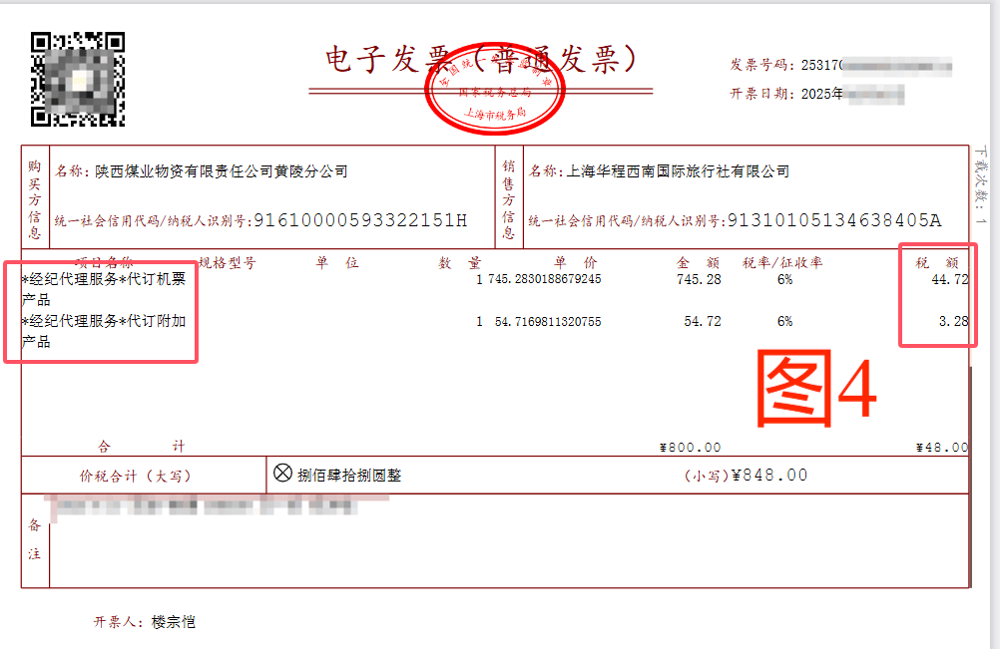 电子发票（普通发票）
全国统一发票监制章
国家税务总局
上海市税务局
发票号码：253170
开票日期：2025年
下载次数：1
购买方信息
名称：陕西煤业物资有限责任公司黄陵分公司
统一社会信用代码/纳税人识别号:91610000593322151H
销售方信息
名称：上海华程西南国际旅行社有限公司
统一社会信用代码/纳税人识别号:91310105134638405A
项目名称 规格型号 单 位 数 量 单 价 金 额 税率/征收率 税 额
*经纪代理服务*代订机票 1 745.2830188679245 745.28 6% 44.72
产品
*经纪代理服务*代订附加 1 54.7169811320755 54.72 6% 3.28
产品
图4
合 计 ¥800.00 ¥48.00
价税合计（大写） ⊗ 捌佰肆拾捌圆整 (小写)¥848.00
备注
开票人：楼宗恺